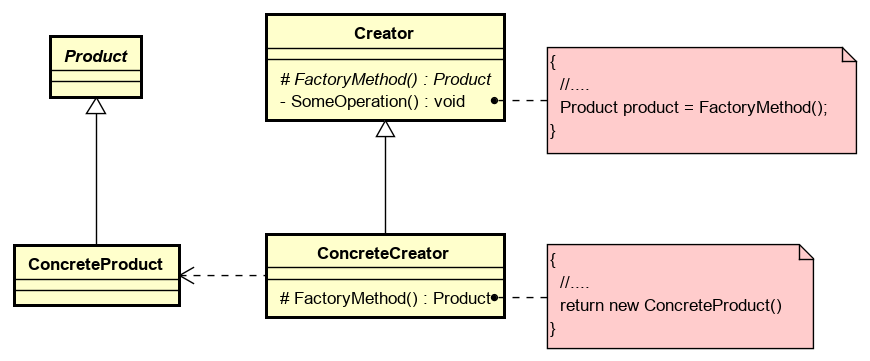 Product
Creator
# FactoryMethod() : Product
- SomeOperation() : void
{
//....
Product product = FactoryMethod();
}
ConcreteProduct
ConcreteCreator
# FactoryMethod() : Product
{
//....
return new ConcreteProduct()
}